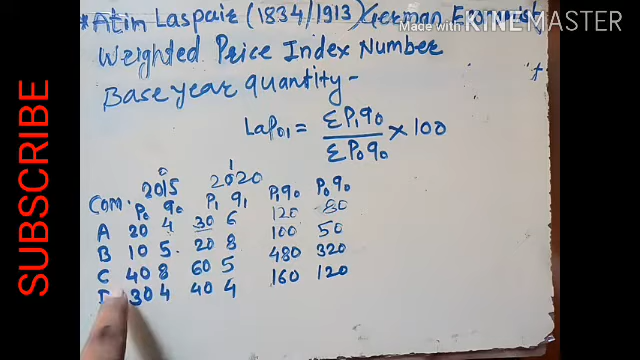 *Atin Laspair (1834/1913) German Economist
Made with KINEMASTER
Weighted Price Index Number
Base year quantity-
Lap01 = ΣP1q0 / ΣP0q0 × 100
SUBSCRIBE
0 1
2015 2020
Com. P0 q0 P1 q1 P1q0 P0q0
A 20 4 30 6 120 80
B 10 5 20 8 100 50
C 40 8 60 5 480 320
30 4 40 4 160 120